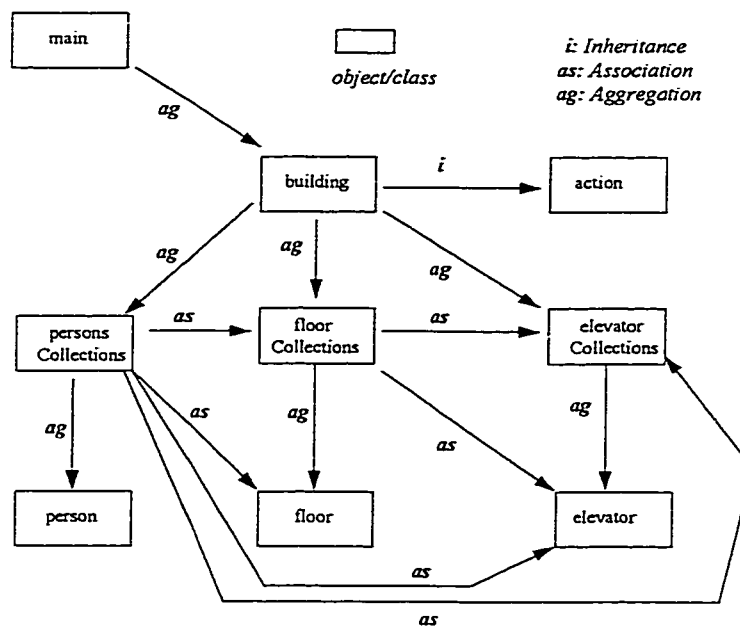 main
object/class
i: Inheritance
as: Association
ag: Aggregation
ag
building
i
action
ag
ag
ag
persons
Collections
as
floor
Collections
as
elevator
Collections
ag
as
ag
as
ag
person
floor
elevator
as
as